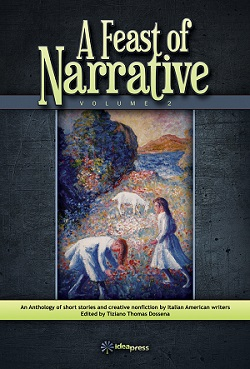 A Feast of
Narrative
VOLUME 2
An Anthology of short stories and creative nonfiction by Italian American writers
Edited by Tiziano Thomas Dossena
ideapress